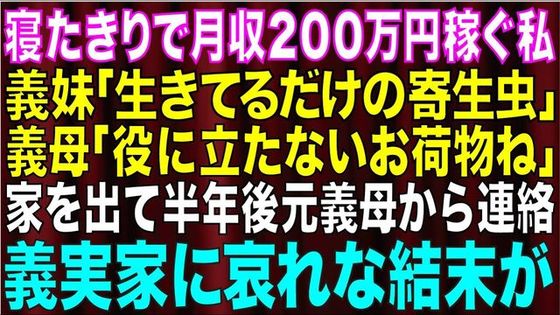 寝たきりで月収200万円稼ぐ私
義妹「生きてるだけの寄生虫」
義母「役に立たないお荷物ね」
家を出て半年後元義母から連絡
義実家に哀れな結末が